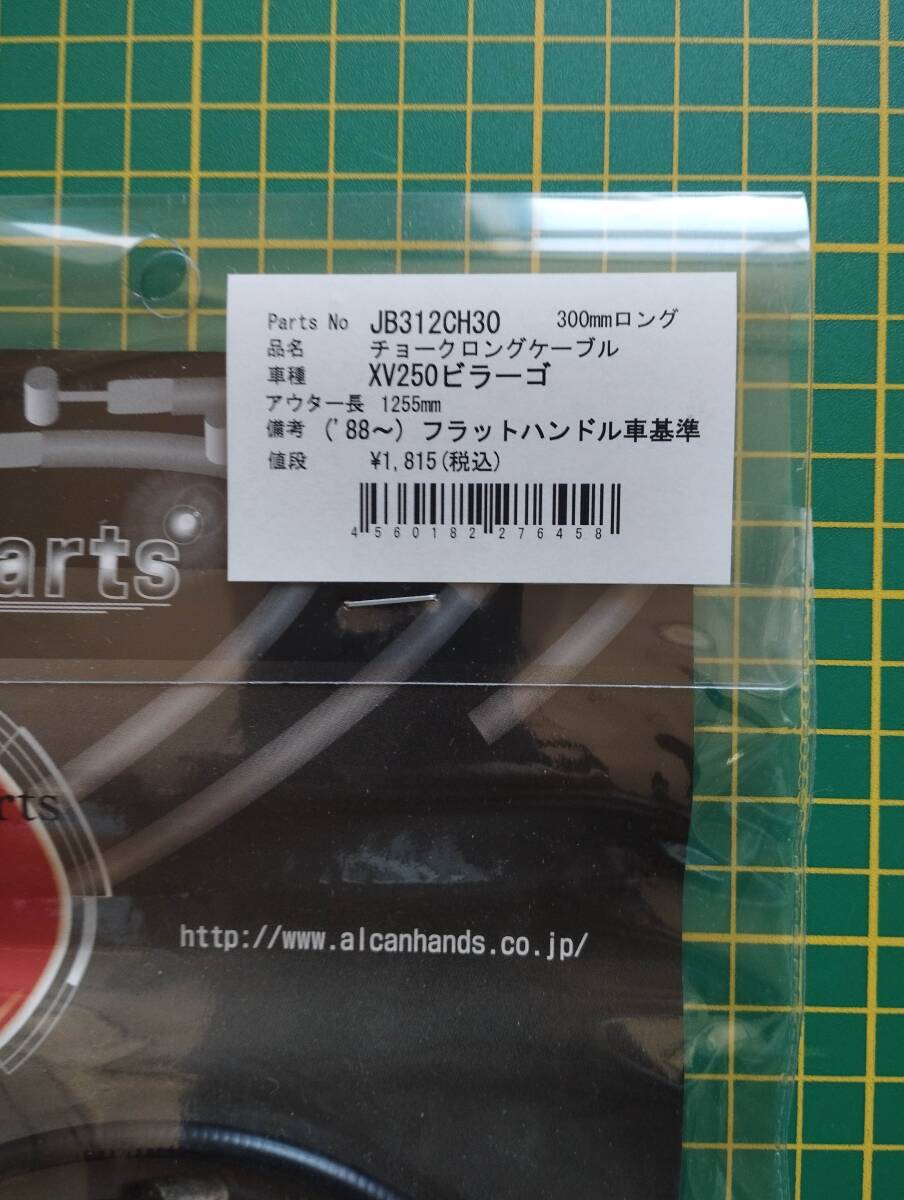 Parts No JB312CH30 300mmロング
品名 チョークロングケーブル
車種 XV250ビラーゴ
アウター長 1255mm
備考 ('88～) フラットハンドル車基準
値段 ¥1,815(税込)
4560182276458
arts
rts
http://www.alcanhands.co.jp/